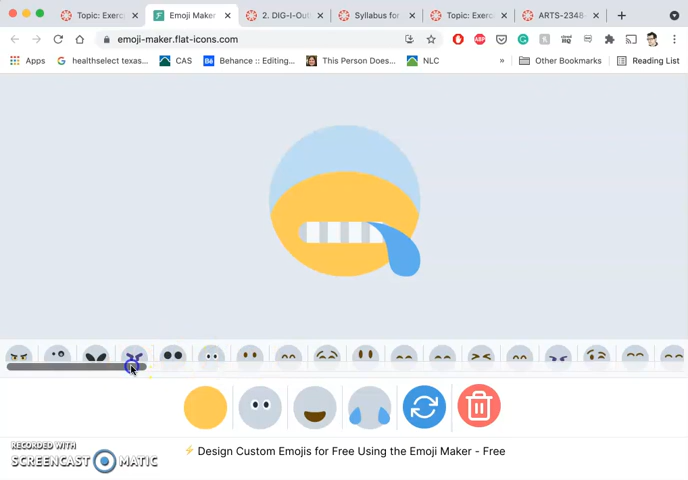 Topic: Exerc
Emoji Maker
2. DIG-I-Out
Syllabus for
Topic: Exerc
ARTS-2348-
emoji-maker.flat-icons.com
ABP
Apps
healthselect texas...
CAS
Bē
Behance :: Editing...
This Person Does...
NLC
»
Other Bookmarks
Reading List
⚡ Design Custom Emojis for Free Using the Emoji Maker - Free
RECORDED WITH
SCREENCAST MATIC